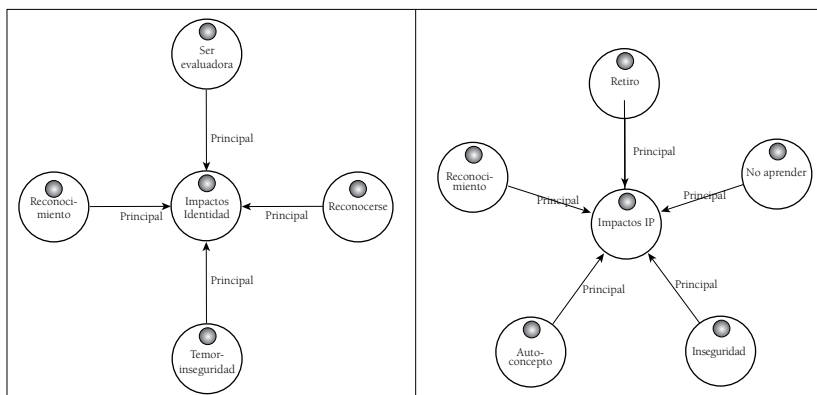 Ser
evaluadora
Principal
Reconoci-
miento
Principal
Impactos
Identidad
Principal
Reconocerse
Principal
Temor-
inseguridad
Retiro
Principal
Reconoci-
miento
Principal
No aprender
Principal
Impactos IP
Principal
Auto-
concepto
Principal
Inseguridad